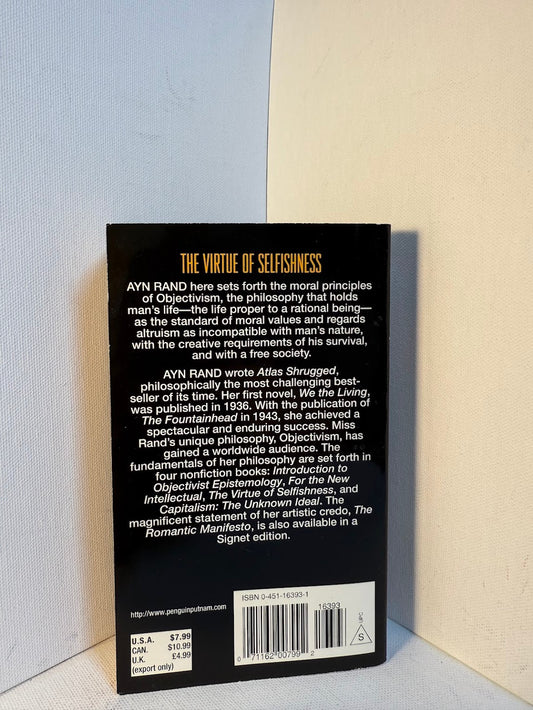 THE VIRTUE OF SELFISHNESS
AYN RAND here sets forth the moral principles
of Objectivism, the philosophy that holds
man's life—the life proper to a rational being—
as the standard of moral values and regards
altruism as incompatible with man's nature,
with the creative requirements of his survival,
and with a free society.
AYN RAND wrote Atlas Shrugged,
philosophically the most challenging best-
seller of its time. Her first novel, We the Living,
was published in 1936. With the publication of
The Fountainhead in 1943, she achieved a
spectacular and enduring success. Miss
Rand's unique philosophy, Objectivism, has
gained a worldwide audience. The
fundamentals of her philosophy are set forth in
four nonfiction books: Introduction to
Objectivist Epistemology, For the New
Intellectual, The Virtue of Selfishness, and
Capitalism: The Unknown Ideal. The
magnificent statement of her artistic credo, The
Romantic Manifesto, is also available in a
Signet edition.
http://www.penguinputnam.com
U.S.A. $7.99
CAN. $10.99
U.K. £4.99
(export only)
ISBN 0-451-16393-1
16393
0 71162 00799 2
UPC
S